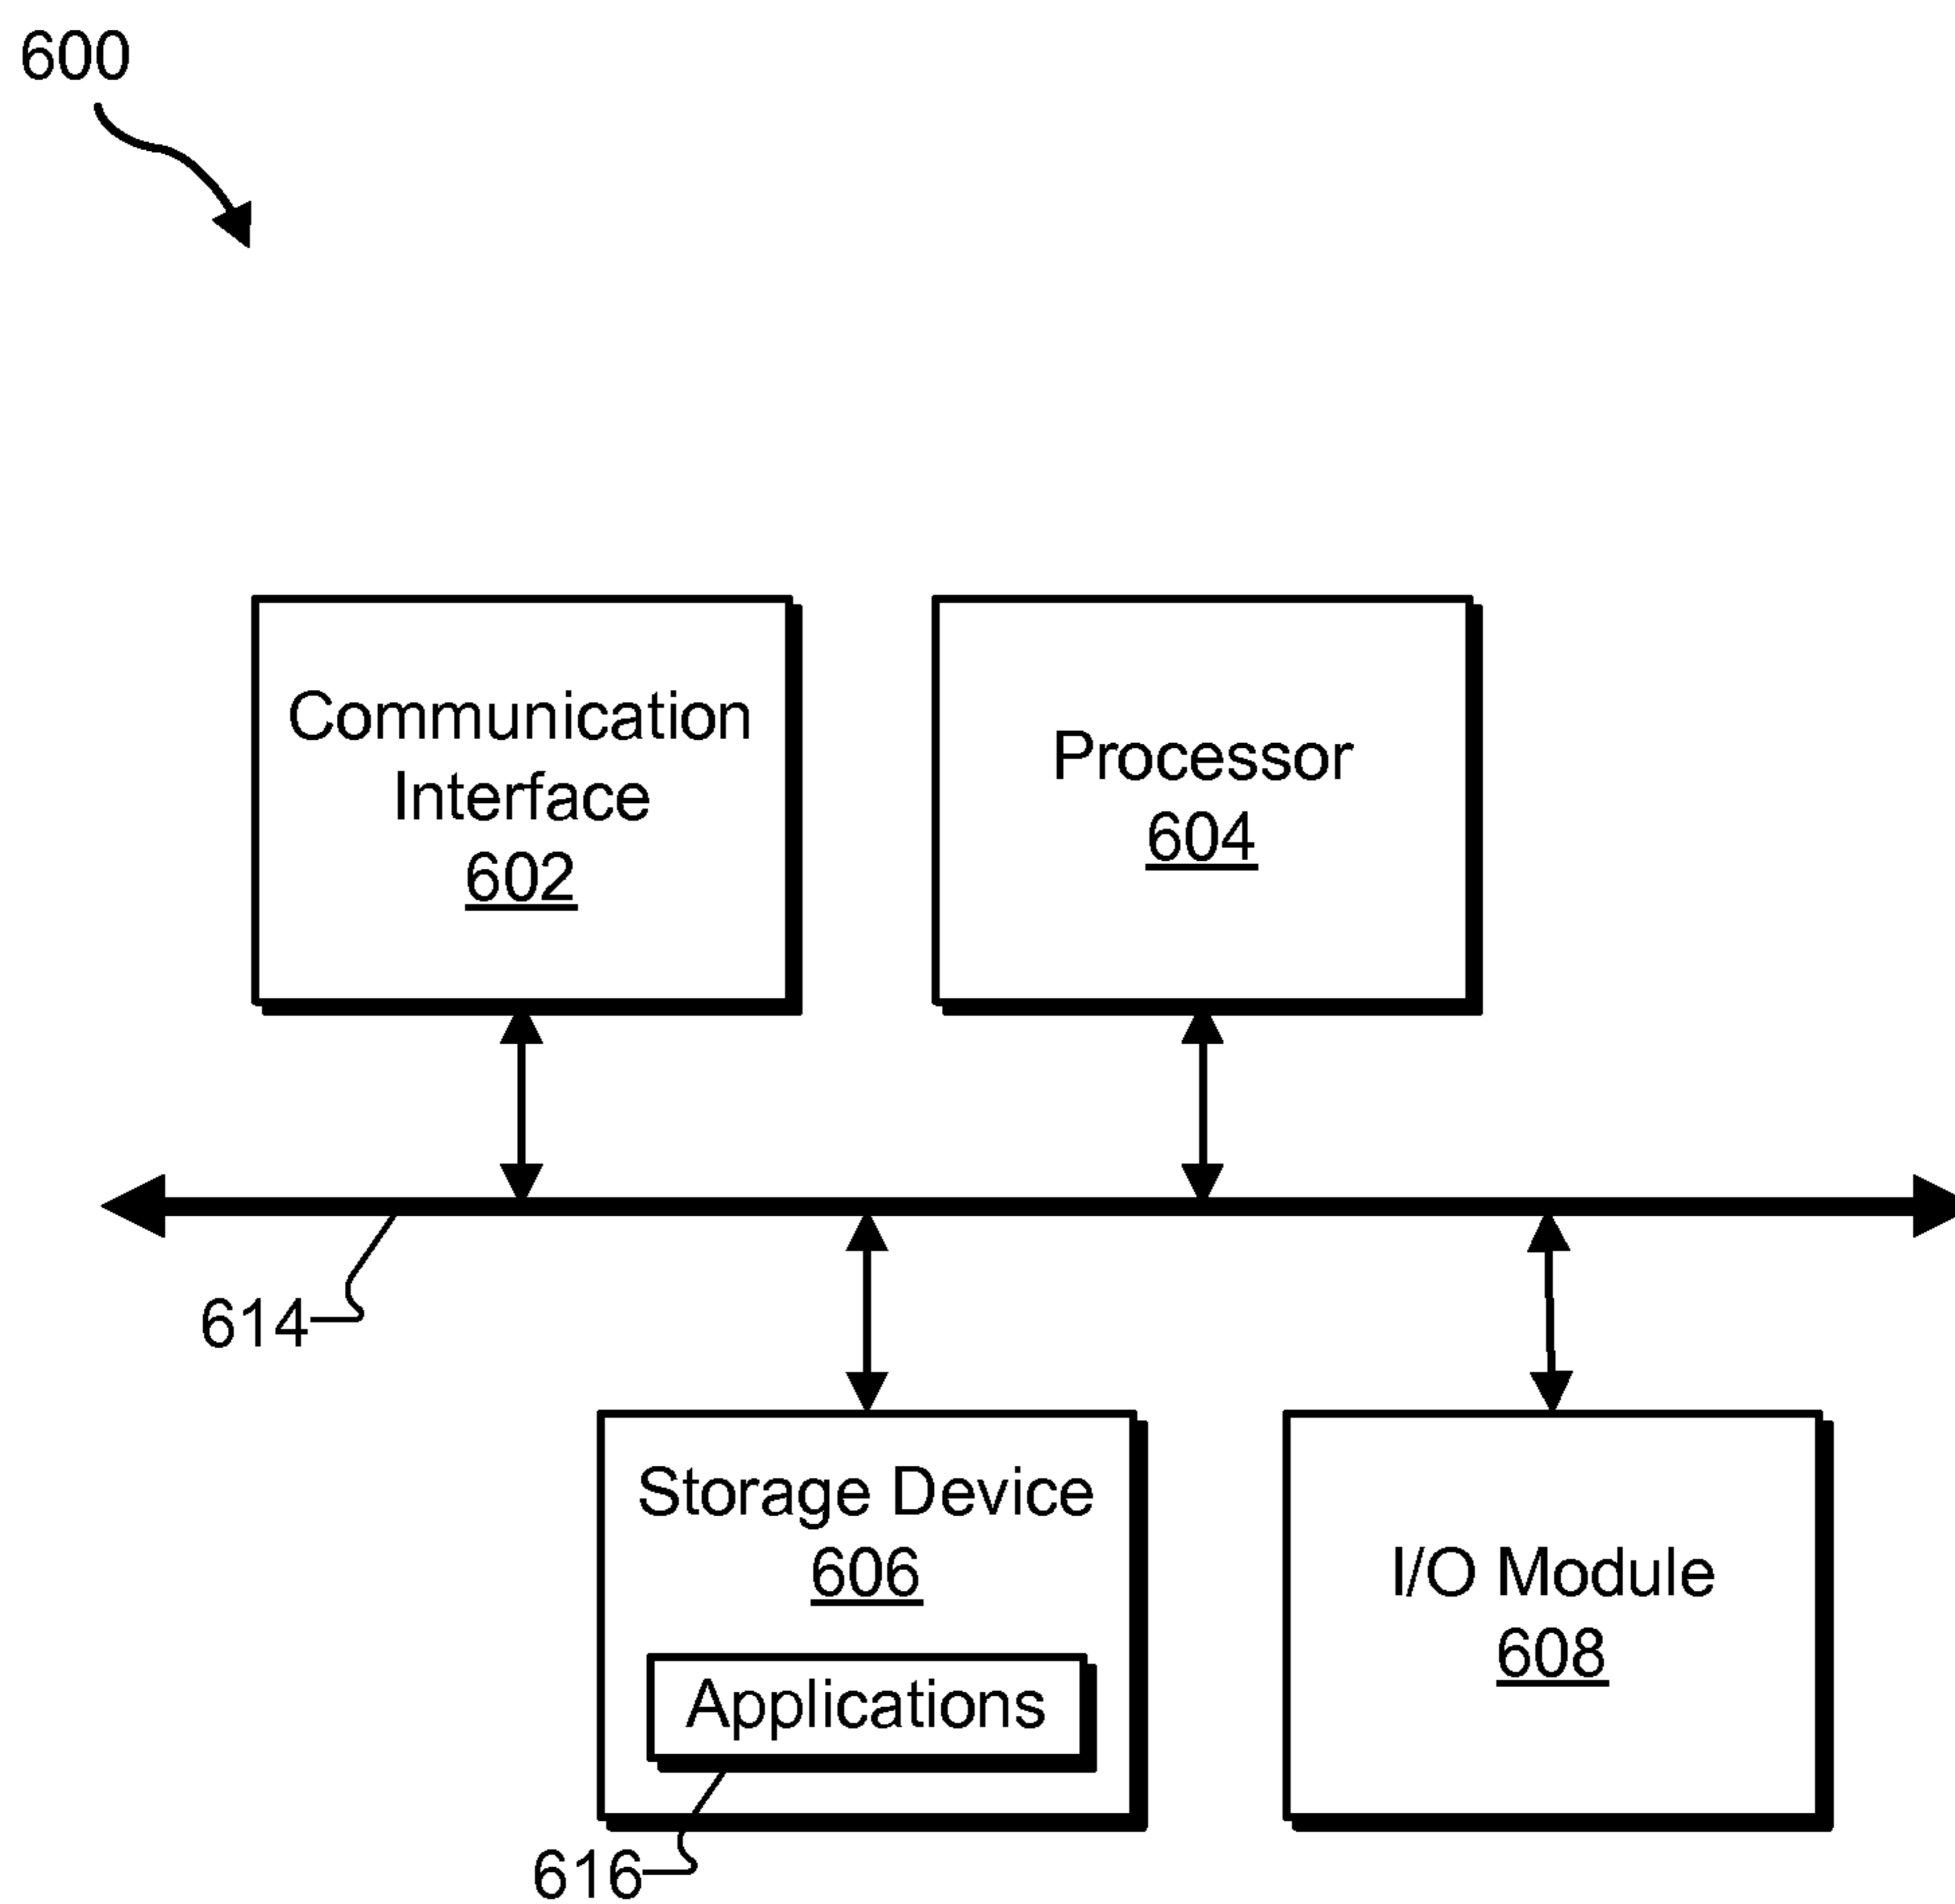 600
Communication
Interface
602
Processor
604
614
Storage Device
606
Applications
616
I/O Module
608